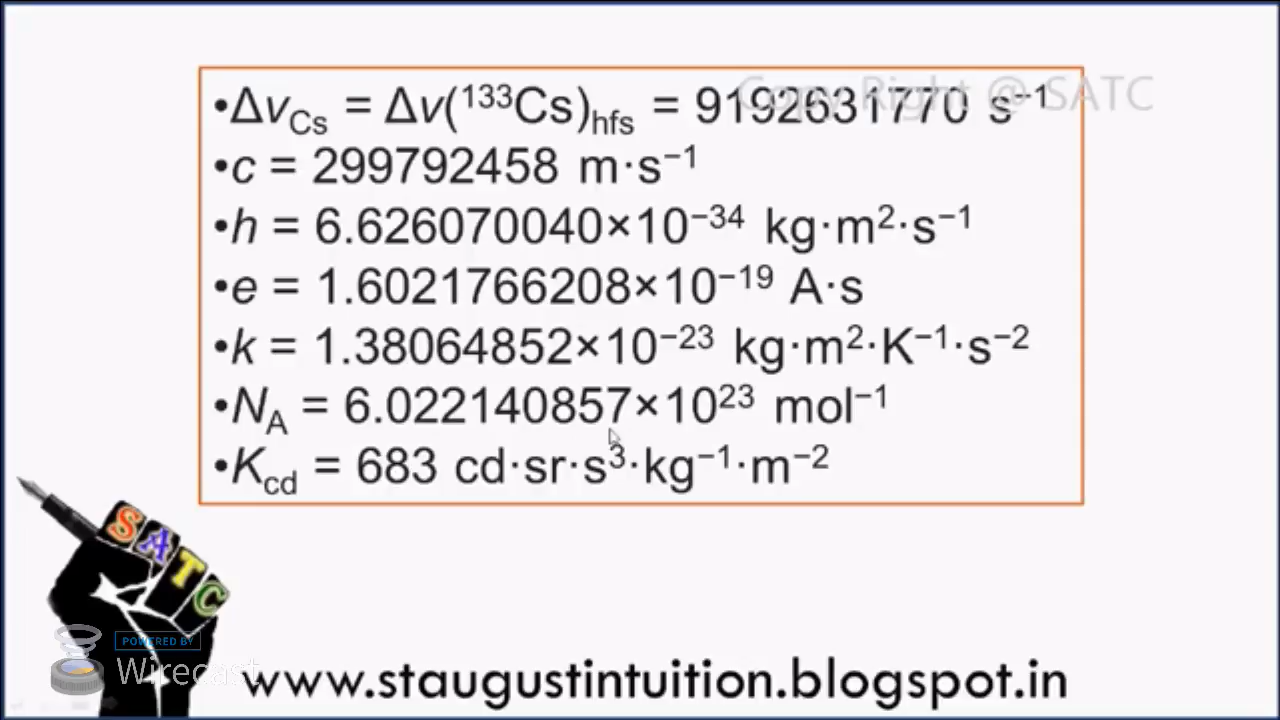 •ΔνCs = Δν(¹³³Cs)hfs = 9192631770 s⁻¹
Copy Right @ SATC
•c = 299792458 m·s⁻¹
•h = 6.626070040×10⁻³⁴ kg·m²·s⁻¹
•e = 1.6021766208×10⁻¹⁹ A·s
•k = 1.38064852×10⁻²³ kg·m²·K⁻¹·s⁻²
•NA = 6.022140857×10²³ mol⁻¹
•Kcd = 683 cd·sr·s³·kg⁻¹·m⁻²
SATC
POWERED BY
Wirecast
www.staugustintuition.blogspot.in